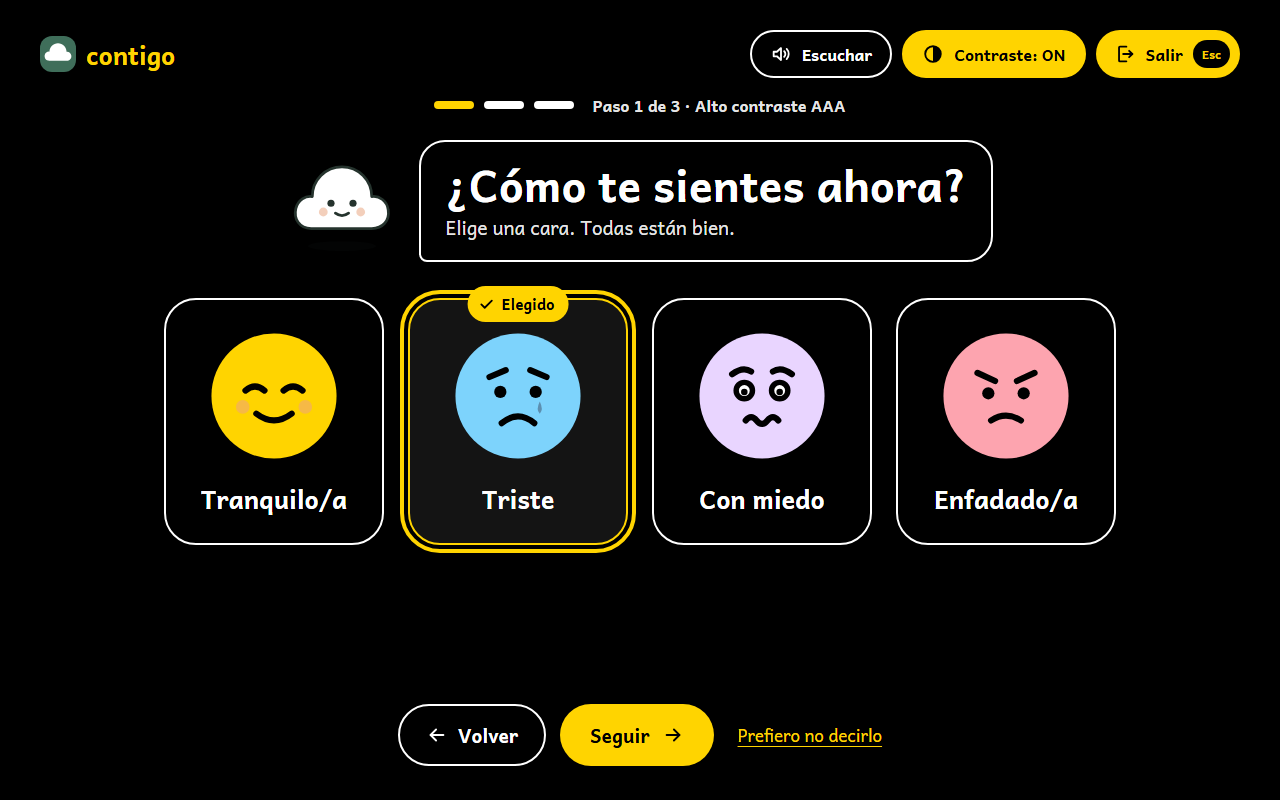 contigo
Escuchar
Contraste: ON
Salir Esc
Paso 1 de 3 · Alto contraste AAA
¿Cómo te sientes ahora?
Elige una cara. Todas están bien.
Elegido
Tranquilo/a
Triste
Con miedo
Enfadado/a
Volver
Seguir
Prefiero no decirlo